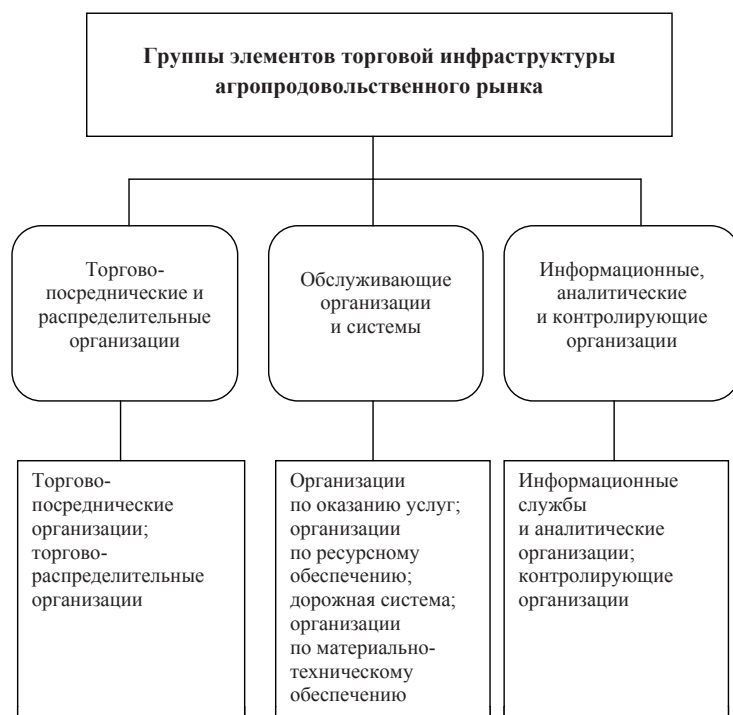 Группы элементов торговой инфраструктуры
агропродовольственного рынка
Торгово-
посреднические и
распределительные
организации
Обслуживающие
организации
и системы
Информационные,
аналитические
и контролирующие
организации
Торгово-
посреднические
организации;
торгово-
распределительные
организации
Организации
по оказанию услуг;
организации
по ресурсному
обеспечению;
дорожная система;
организации
по материально-
техническому
обеспечению
Информационные
службы
и аналитические
организации;
контролирующие
организации